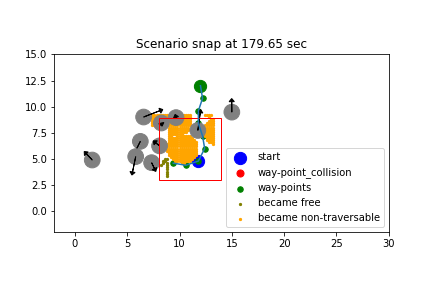 Scenario snap at 179.65 sec
15.0
12.5
10.0
7.5
5.0
2.5
0.0
start
way-point_collision
way-points
became free
became non-traversable
0 5 10 15 20 25 30